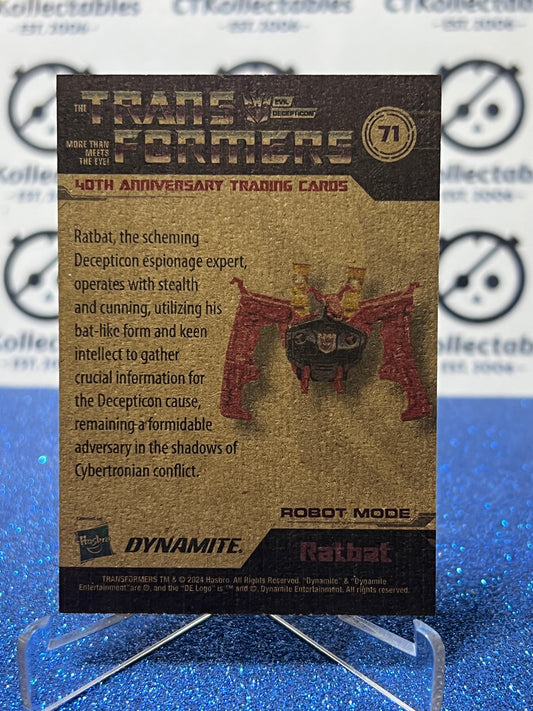 CTKollectables
CTKollectables
EST. 2006
EST. 2006
THE
TRANS
EVIL
DECEPTICON
71
MORE THAN
MEETS
THE EYE!
FORMERS
40TH ANNIVERSARY TRADING CARDS
Ratbat, the scheming
Decepticon espionage expert,
operates with stealth
and cunning, utilizing his
bat-like form and keen
intellect to gather
crucial information for
the Decepticon cause,
remaining a formidable
adversary in the shadows of
Cybertronian conflict.
ROBOT MODE
Hasbro
DYNAMITE.
Ratbat
TRANSFORMERS TM & © 2024 Hasbro. All Rights Reserved. "Dynamite" & "Dynamite
Entertainment" are ®, and the "DE Logo" is ™ and ©, Dynamite Entertainment. All rights reserved.